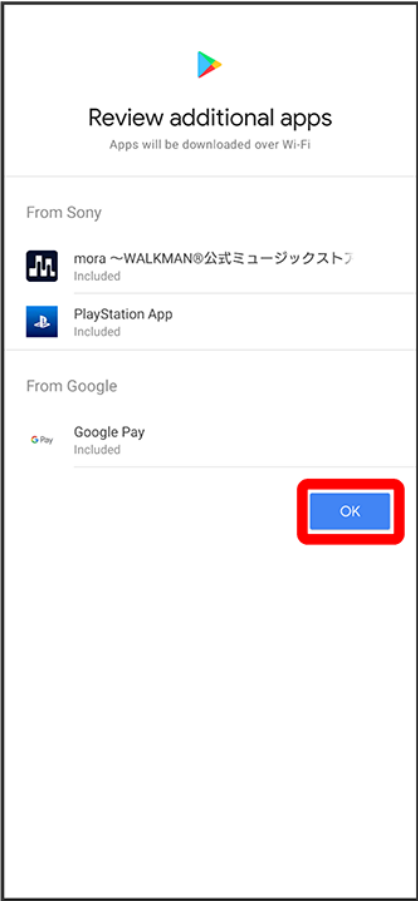 Review additional apps
Apps will be downloaded over Wi-Fi
From Sony
mora ～WALKMAN®公式ミュージックストア
Included
PlayStation App
Included
From Google
G Pay
Google Pay
Included
OK